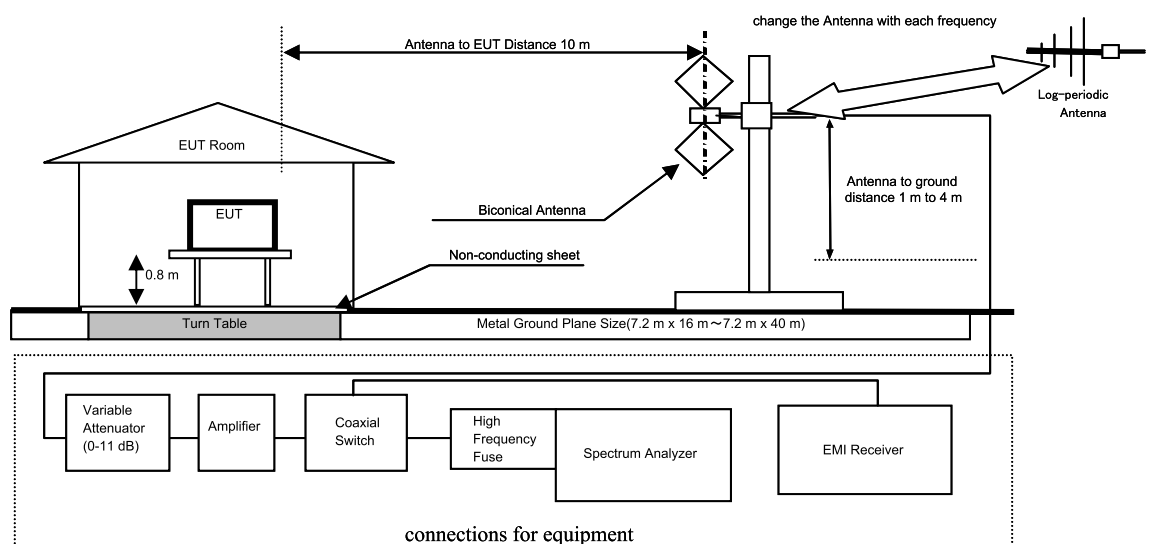 change the Antenna with each frequency
Antenna to EUT Distance 10 m
Log-periodic
Antenna
EUT Room
Antenna to ground
distance 1 m to 4 m
EUT
Biconical Antenna
Non-conducting sheet
0.8 m
Turn Table
Metal Ground Plane Size(7.2 m x 16 m～7.2 m x 40 m)
Variable
Attenuator
(0-11 dB)
Amplifier
Coaxial
Switch
High
Frequency
Fuse
Spectrum Analyzer
EMI Receiver
connections for equipment